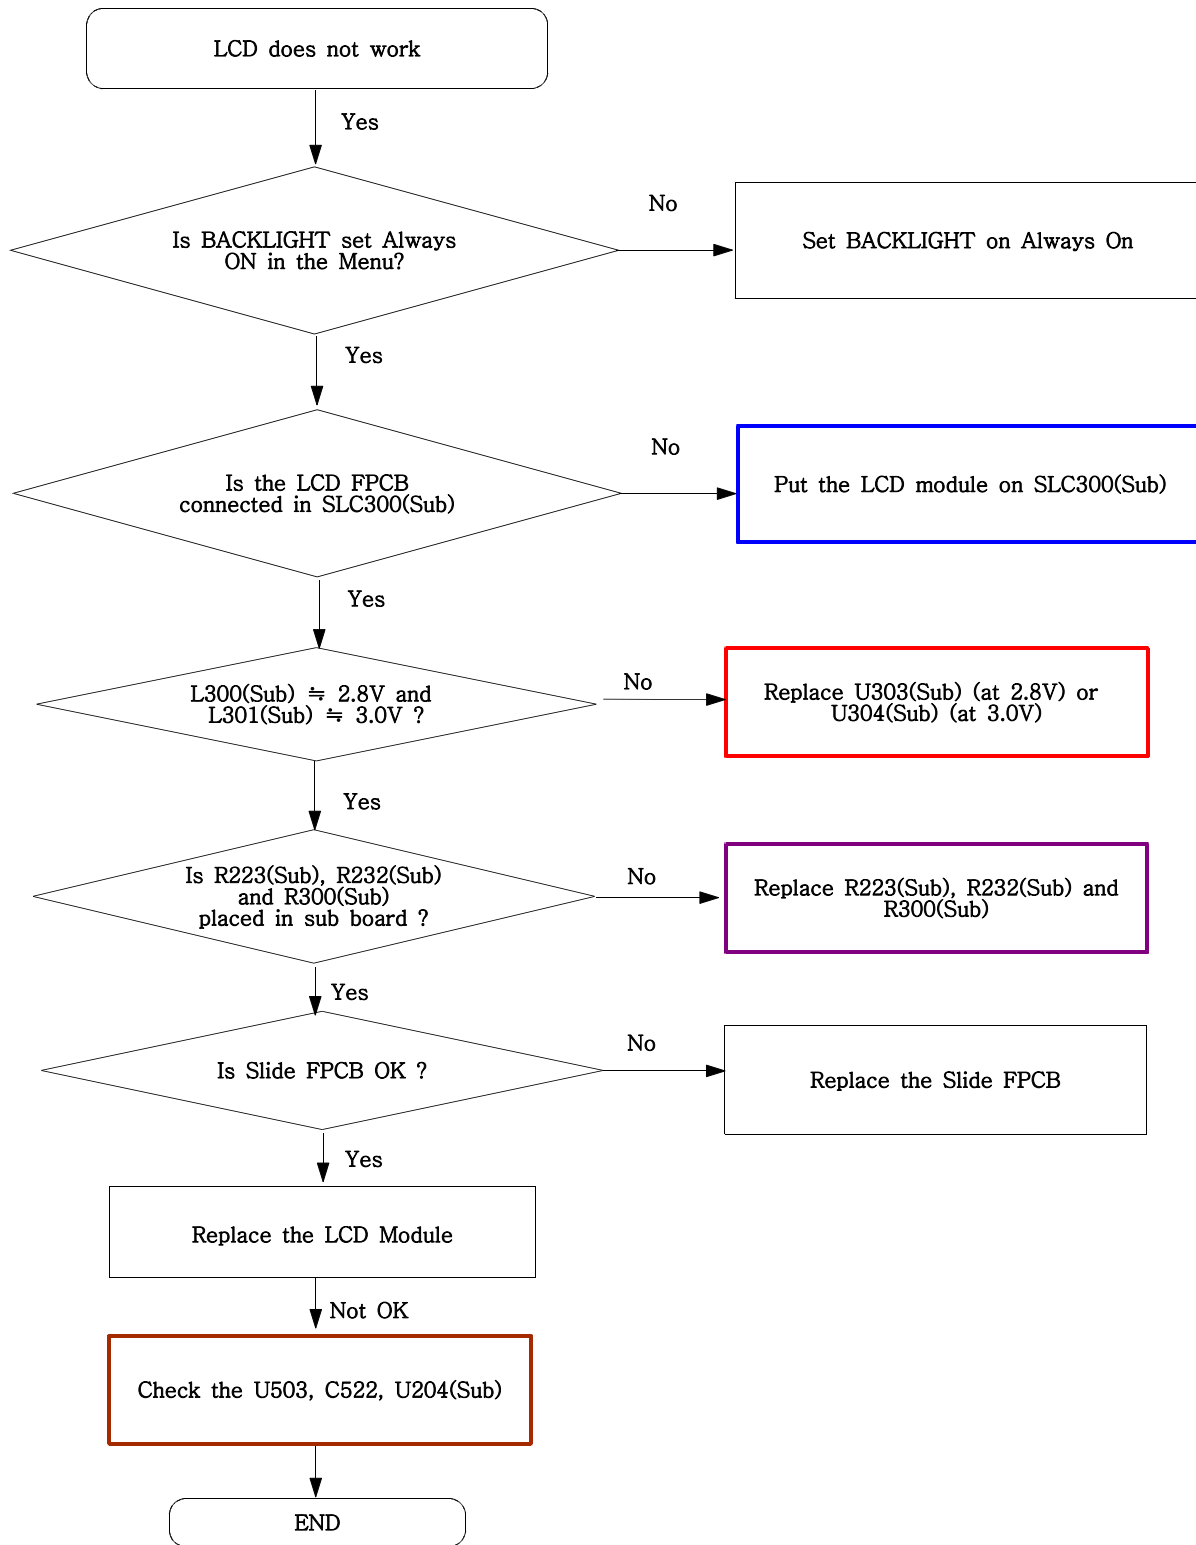 LCD does not work
Yes
Is BACKLIGHT set Always
ON in the Menu?
No
Set BACKLIGHT on Always On
Yes
Is the LCD FPCB
connected in SLC300(Sub)
No
Put the LCD module on SLC300(Sub)
Yes
L300(Sub) ≒ 2.8V and
L301(Sub) ≒ 3.0V ?
No
Replace U303(Sub) (at 2.8V) or
U304(Sub) (at 3.0V)
Yes
Is R223(Sub), R232(Sub)
and R300(Sub)
placed in sub board ?
No
Replace R223(Sub), R232(Sub) and
R300(Sub)
Yes
Is Slide FPCB OK ?
No
Replace the Slide FPCB
Yes
Replace the LCD Module
Not OK
Check the U503, C522, U204(Sub)
END